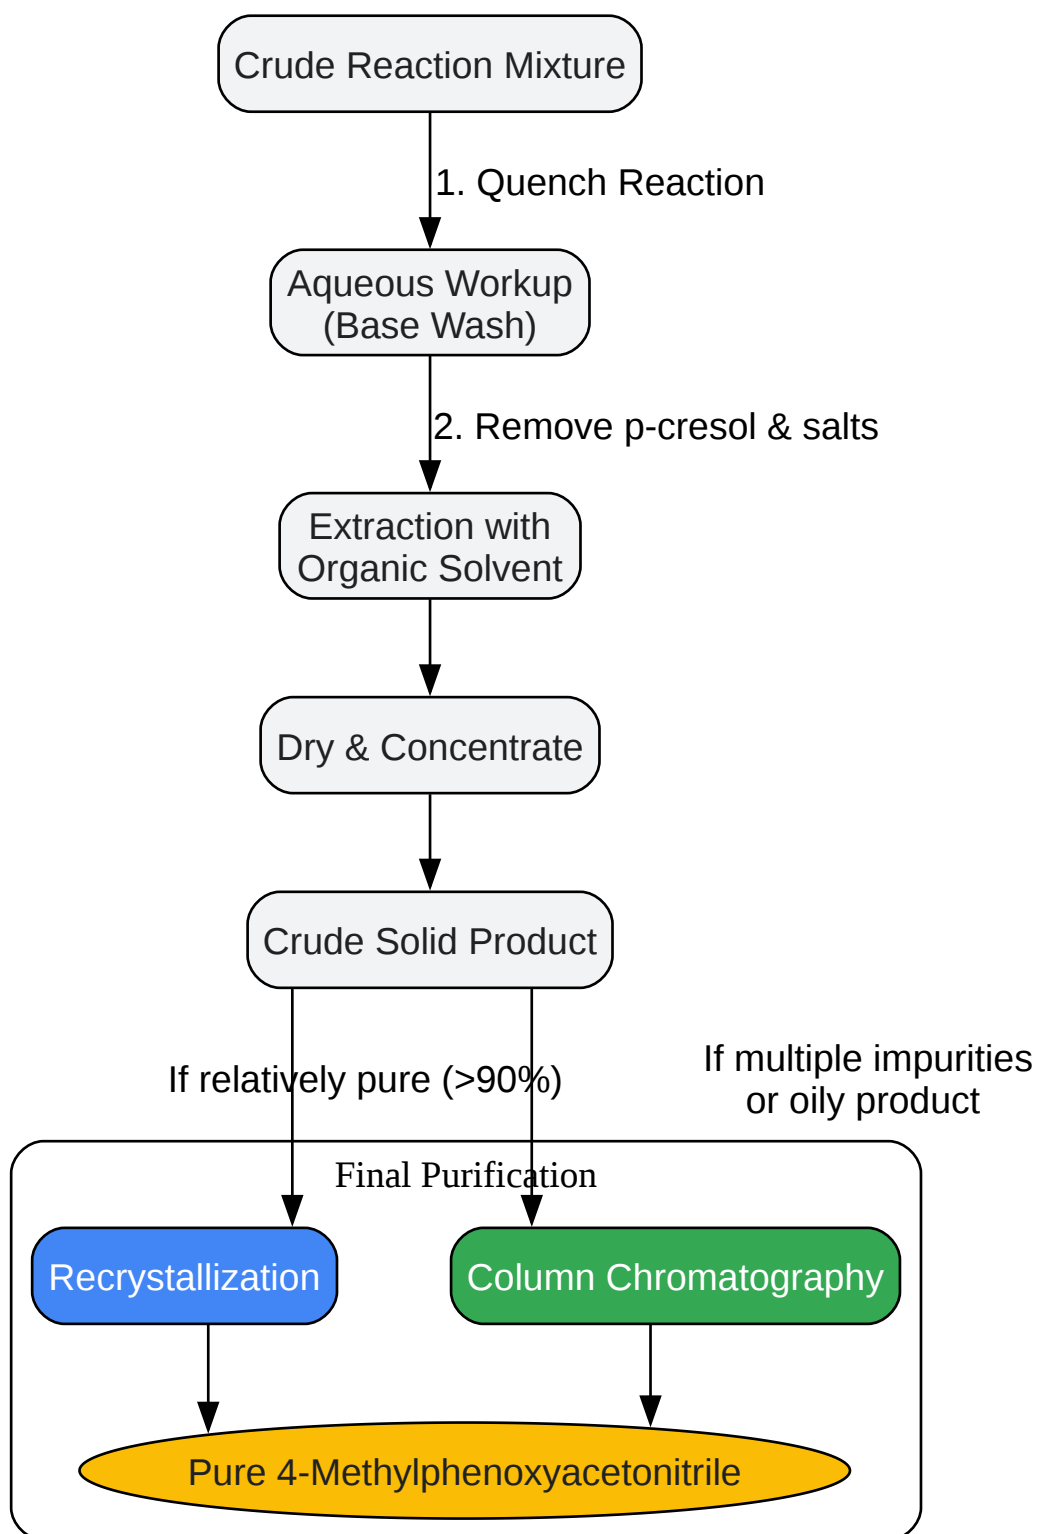 Crude Reaction Mixture
1. Quench Reaction
Aqueous Workup
(Base Wash)
2. Remove p-cresol & salts
Extraction with
Organic Solvent
Dry & Concentrate
Crude Solid Product
If relatively pure (>90%)
If multiple impurities
or oily product
Final Purification
Recrystallization
Column Chromatography
Pure 4-Methylphenoxyacetonitrile